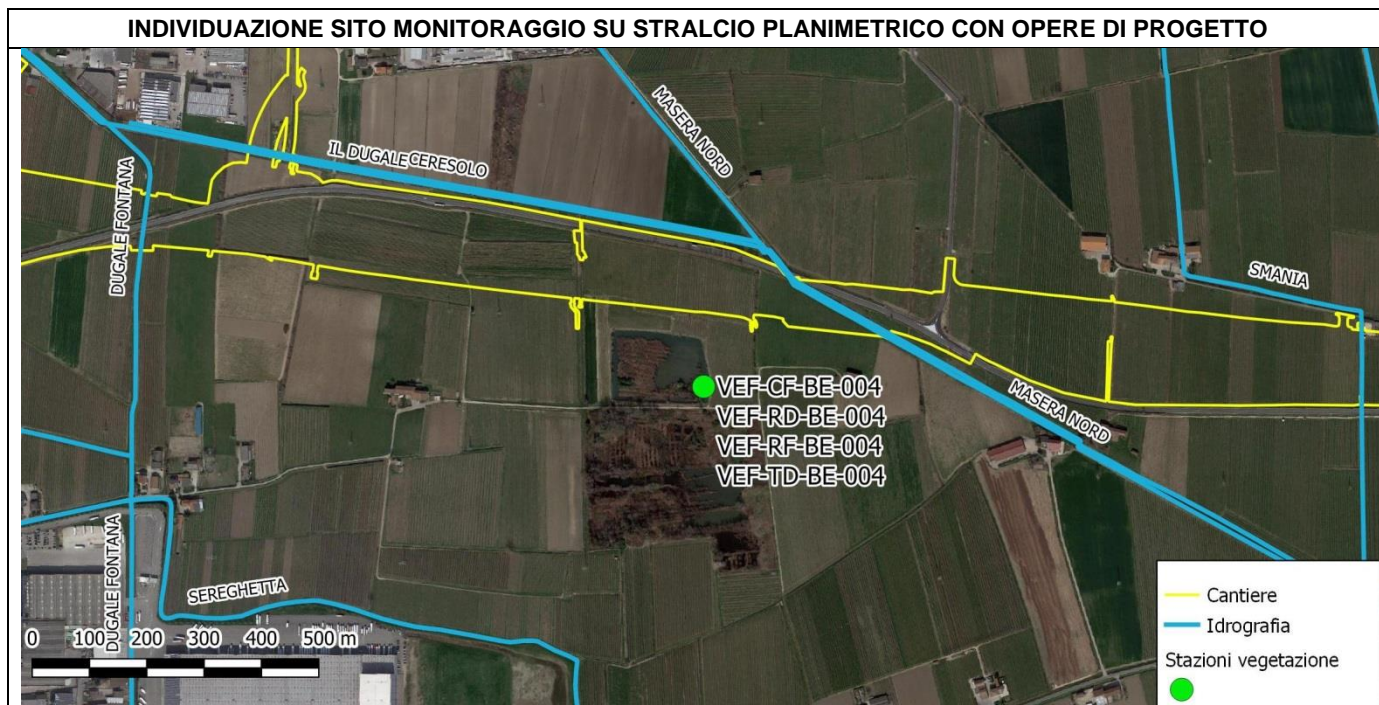 INDIVIDUAZIONE SITO MONITORAGGIO SU STRALCIO PLANIMETRICO CON OPERE DI PROGETTO
MASERA NORD
IL DUGALE CERESOLO
DUGALE FONTANA
SMANIA
VEF-CF-BE-004
VEF-RD-BE-004
VEF-RF-BE-004
VEF-TD-BE-004
MASERA NORD
SEREGHETTA
DUGALE FONTANA
0 100 200 300 400 500 m
Cantiere
Idrografia
Stazioni vegetazione